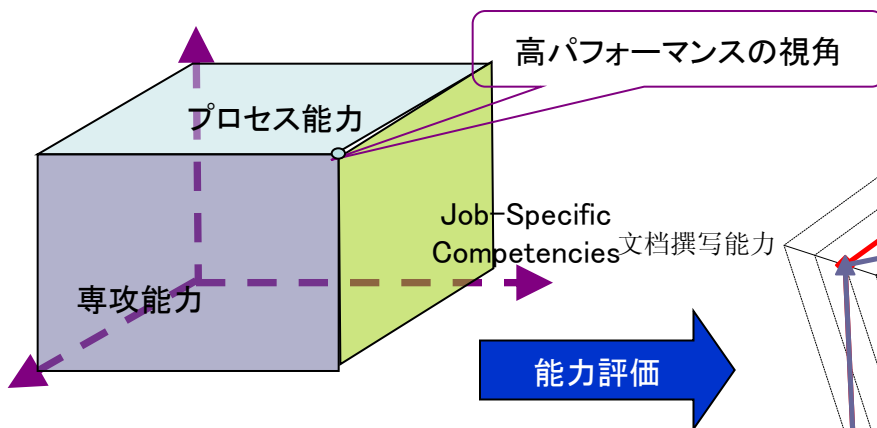 高パフォーマンスの視角
プロセス能力
Job-Specific
Competencies
文档撰写能力
専攻能力
能力評価